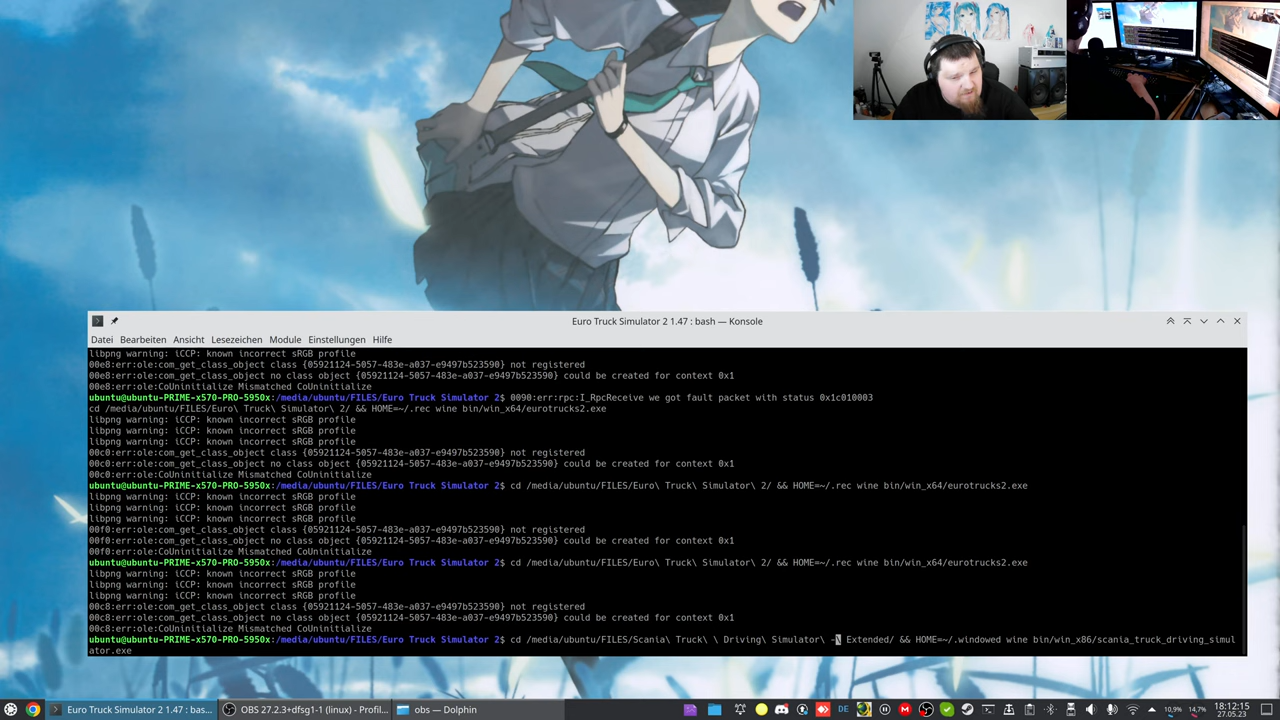 Euro Truck Simulator 2 1.47 : bash — Konsole
Datei Bearbeiten Ansicht Lesezeichen Module Einstellungen Hilfe
libpng warning: iCCP: known incorrect sRGB profile
00e8:err:ole:com_get_class_object class {05921124-5057-483e-a037-e9497b523590} not registered
00e8:err:ole:com_get_class_object no class object {05921124-5057-483e-a037-e9497b523590} could be created for context 0x1
00e8:err:ole:CoUninitialize Mismatched CoUninitialize
ubuntu@ubuntu-PRIME-x570-PRO-5950x:/media/ubuntu/FILES/Euro Truck Simulator 2$ 0090:err:rpc:I_RpcReceive we got fault packet with status 0x1c010003
cd /media/ubuntu/FILES/Euro\ Truck\ Simulator\ 2/ && HOME=~/.rec wine bin/win_x64/eurotrucks2.exe
libpng warning: iCCP: known incorrect sRGB profile
libpng warning: iCCP: known incorrect sRGB profile
libpng warning: iCCP: known incorrect sRGB profile
00c0:err:ole:com_get_class_object class {05921124-5057-483e-a037-e9497b523590} not registered
00c0:err:ole:com_get_class_object no class object {05921124-5057-483e-a037-e9497b523590} could be created for context 0x1
00c0:err:ole:CoUninitialize Mismatched CoUninitialize
ubuntu@ubuntu-PRIME-x570-PRO-5950x:/media/ubuntu/FILES/Euro Truck Simulator 2$ cd /media/ubuntu/FILES/Euro\ Truck\ Simulator\ 2/ && HOME=~/.rec wine bin/win_x64/eurotrucks2.exe
libpng warning: iCCP: known incorrect sRGB profile
libpng warning: iCCP: known incorrect sRGB profile
libpng warning: iCCP: known incorrect sRGB profile
00f0:err:ole:com_get_class_object class {05921124-5057-483e-a037-e9497b523590} not registered
00f0:err:ole:com_get_class_object no class object {05921124-5057-483e-a037-e9497b523590} could be created for context 0x1
00f0:err:ole:CoUninitialize Mismatched CoUninitialize
ubuntu@ubuntu-PRIME-x570-PRO-5950x:/media/ubuntu/FILES/Euro Truck Simulator 2$ cd /media/ubuntu/FILES/Euro\ Truck\ Simulator\ 2/ && HOME=~/.rec wine bin/win_x64/eurotrucks2.exe
libpng warning: iCCP: known incorrect sRGB profile
libpng warning: iCCP: known incorrect sRGB profile
libpng warning: iCCP: known incorrect sRGB profile
00c8:err:ole:com_get_class_object class {05921124-5057-483e-a037-e9497b523590} not registered
00c8:err:ole:com_get_class_object no class object {05921124-5057-483e-a037-e9497b523590} could be created for context 0x1
00c8:err:ole:CoUninitialize Mismatched CoUninitialize
ubuntu@ubuntu-PRIME-x570-PRO-5950x:/media/ubuntu/FILES/Euro Truck Simulator 2$ cd /media/ubuntu/FILES/Scania\ Truck\ \ Driving\ Simulator\ -\ Extended/ && HOME=~/.windowed wine bin/win_x86/scania_truck_driving_simul
ator.exe
Euro Truck Simulator 2 1.47 : bas... OBS 27.2.3+dfsg1-1 (linux) - Profil... obs — Dolphin DE 10,9% 14,7% 18:12:15
27.05.23